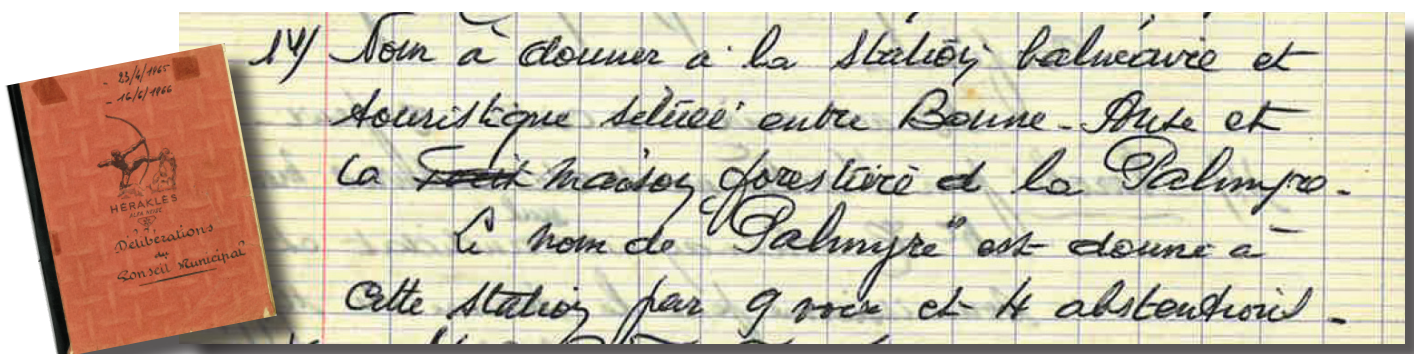 - 23/4/1965
- 16/6/1966
HERAKLES
Délibérations
du
Conseil Municipal
14) Nom à donner à la station balnéaire et
touristique située entre Bonne-Anse et
la maison forestière d la Palmyre.
Le nom de "Palmyre" est donné à
cette station par 9 voix et 4 abstentions.